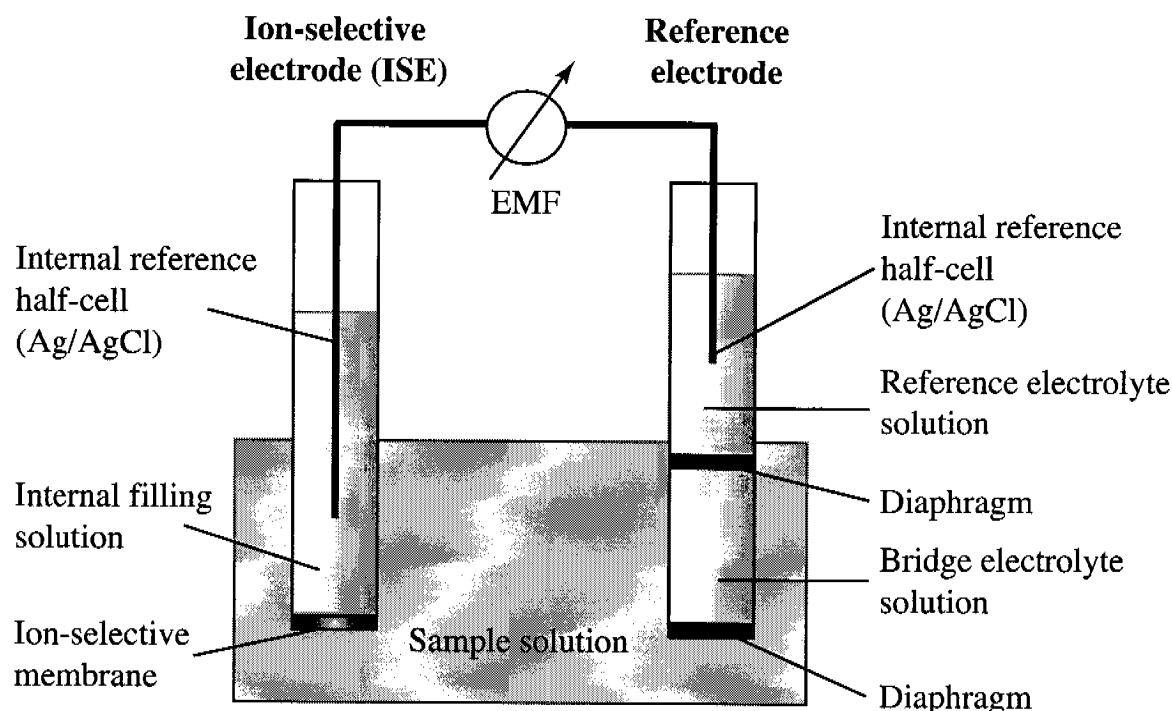 Ion-selective
electrode (ISE)
Reference
electrode
EMF
Internal reference
half-cell
(Ag/AgCl)
Internal filling
solution
Ion-selective
membrane
Sample solution
Internal reference
half-cell
(Ag/AgCl)
Reference electrolyte
solution
Diaphragm
Bridge electrolyte
solution
Diaphragm